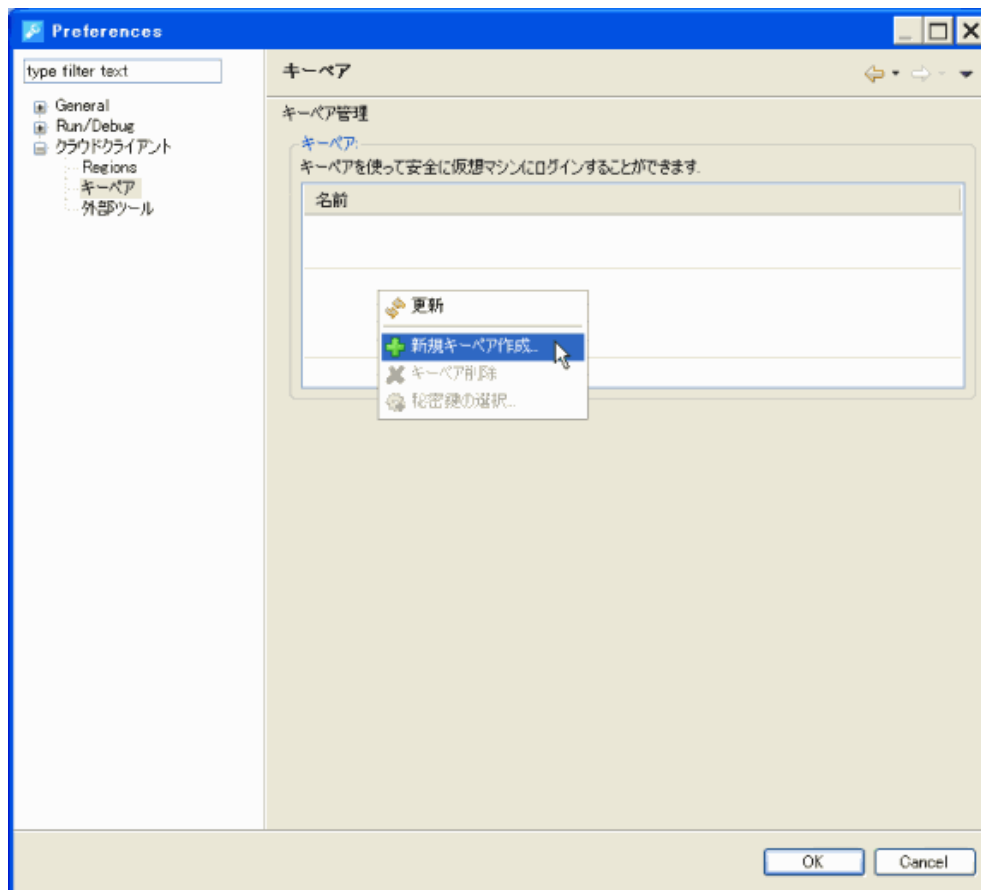 Preferences
type filter text
General
Run/Debug
クラウドクライアント
Regions
キーペア
外部ツール
キーペア
キーペア管理
キーペア:
キーペアを使って安全に仮想マシンにログインすることができます.
名前
更新
新規キーペア作成...
キーペア削除
秘密鍵の選択...
OK
Cancel